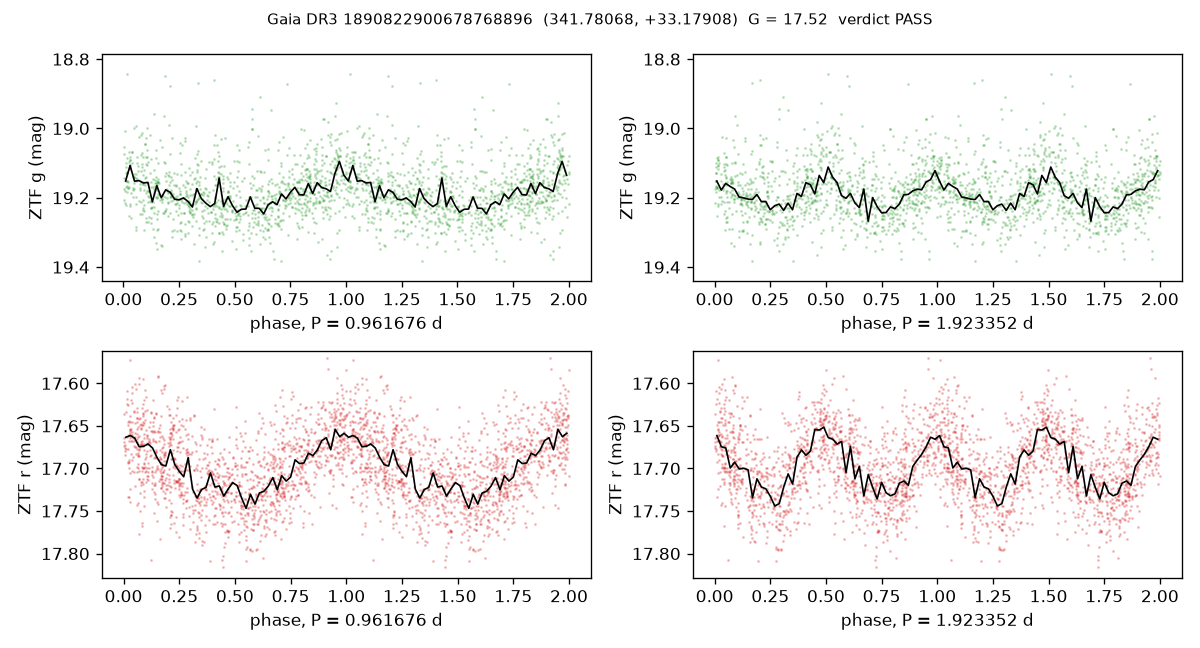 Gaia DR3 1890822900678768896 (341.78068, +33.17908) G = 17.52 verdict PASS
18.8
19.0
19.2
19.4
ZTF g (mag)
0.00 0.25 0.50 0.75 1.00 1.25 1.50 1.75 2.00
phase, P = 0.961676 d
18.8
19.0
19.2
19.4
ZTF g (mag)
0.00 0.25 0.50 0.75 1.00 1.25 1.50 1.75 2.00
phase, P = 1.923352 d
17.60
17.65
17.70
17.75
17.80
ZTF r (mag)
0.00 0.25 0.50 0.75 1.00 1.25 1.50 1.75 2.00
phase, P = 0.961676 d
17.60
17.65
17.70
17.75
17.80
ZTF r (mag)
0.00 0.25 0.50 0.75 1.00 1.25 1.50 1.75 2.00
phase, P = 1.923352 d